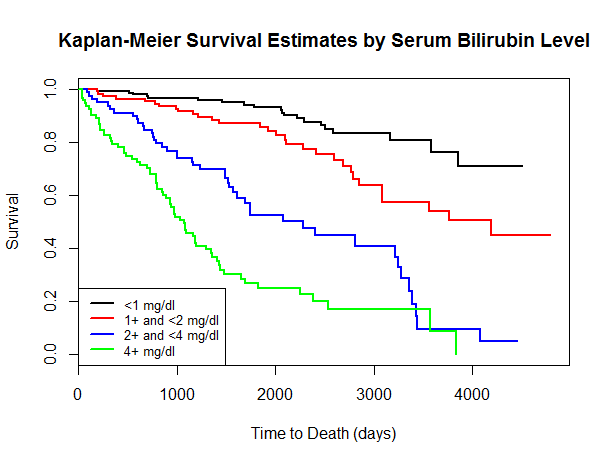 Kaplan-Meier Survival Estimates by Serum Bilirubin Level
Survival
1.0
0.8
0.6
0.4
0.2
0.0
<1 mg/dl
1+ and <2 mg/dl
2+ and <4 mg/dl
4+ mg/dl
0 1000 2000 3000 4000
Time to Death (days)